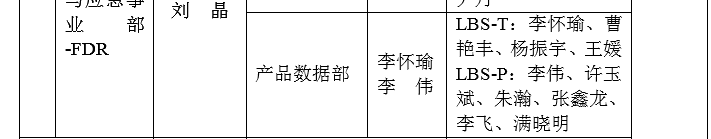 与应急事
业 部
-FDR
刘 晶
产品数据部
李怀瑜
李 伟
LBS-T：李怀瑜、曹
艳丰、杨振宇、王媛
LBS-P：李伟、许玉
斌、朱瀚、张鑫龙、
李飞、满晓明